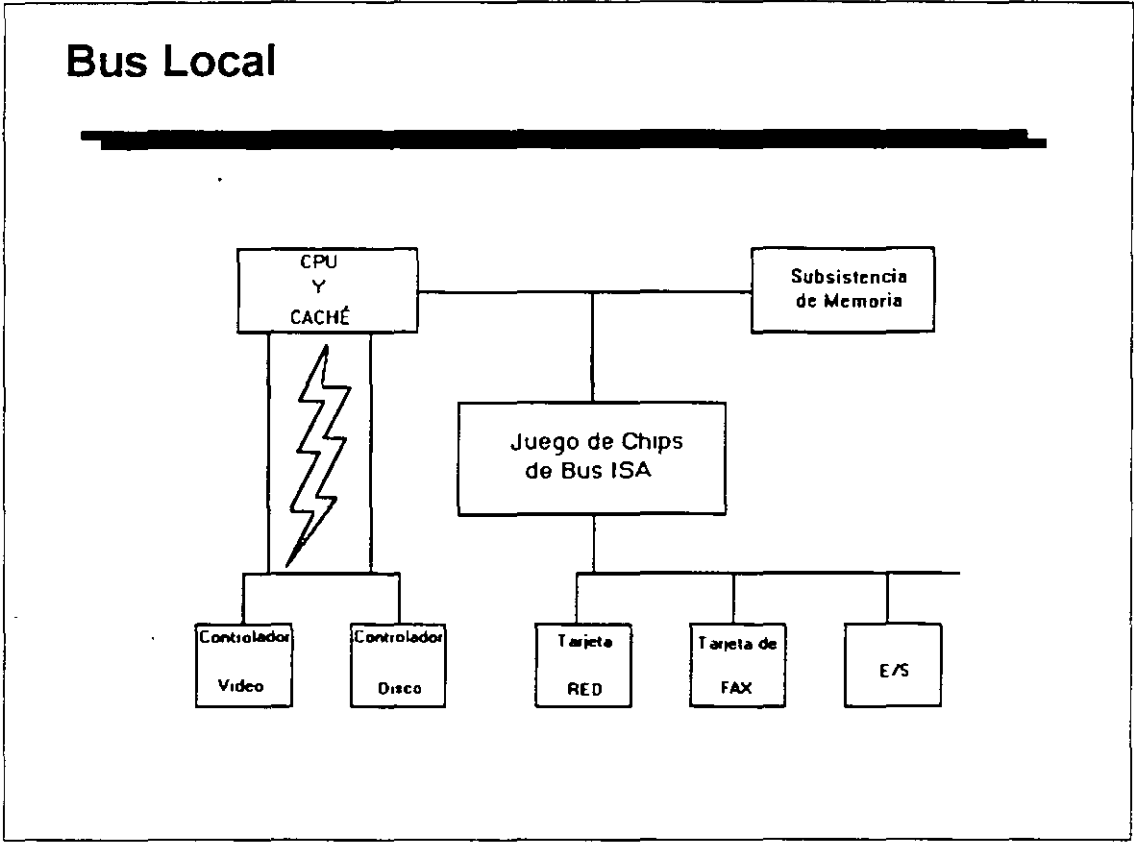 Bus Local
CPU
Y
CACHÉ
Subsistencia
de Memoria
Juego de Chips
de Bus ISA
Controlador
Video
Controlador
Disco
Tarjeta
RED
Tarjeta de
FAX
E/S